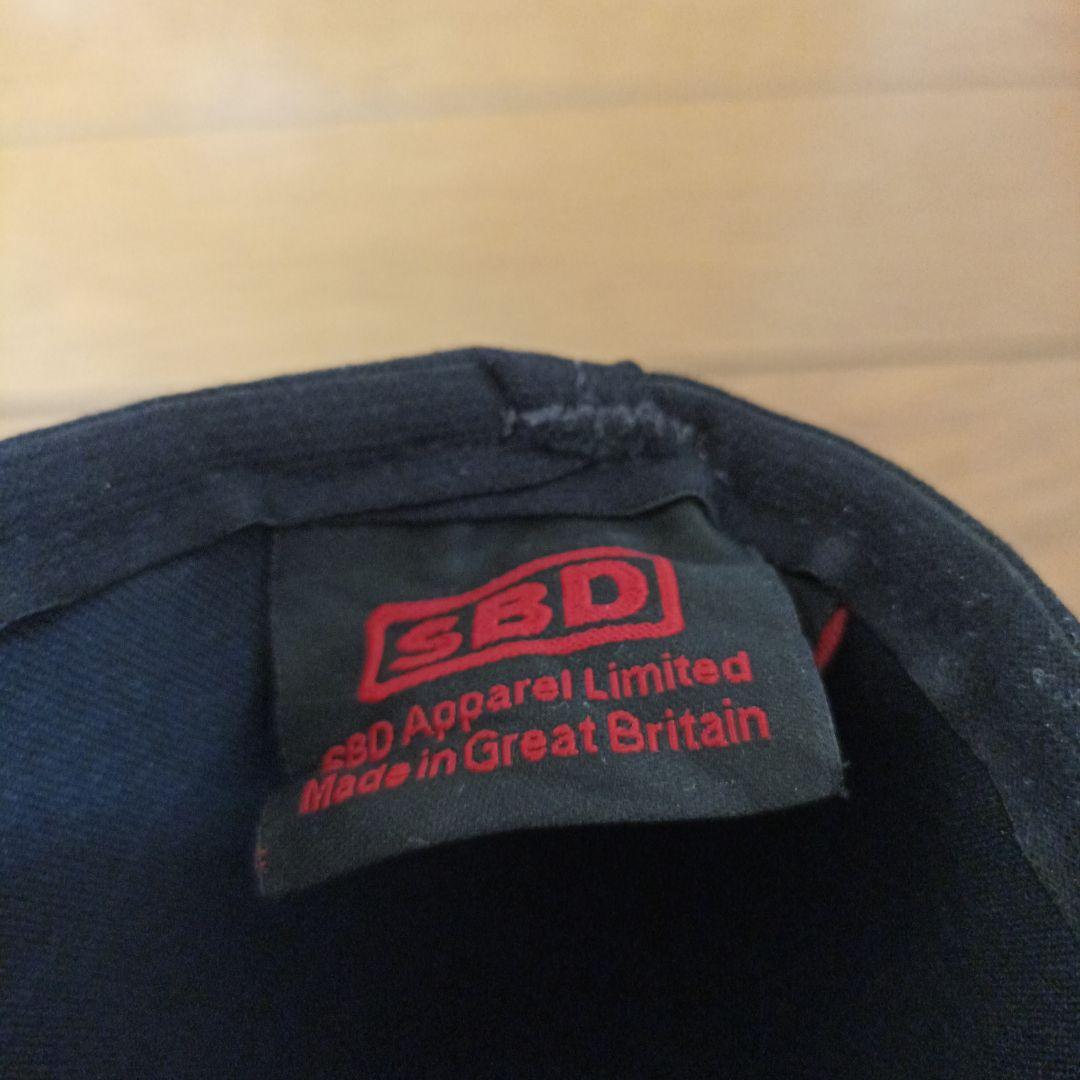 SBD
SBD Apparel Limited
Made in Great Britain